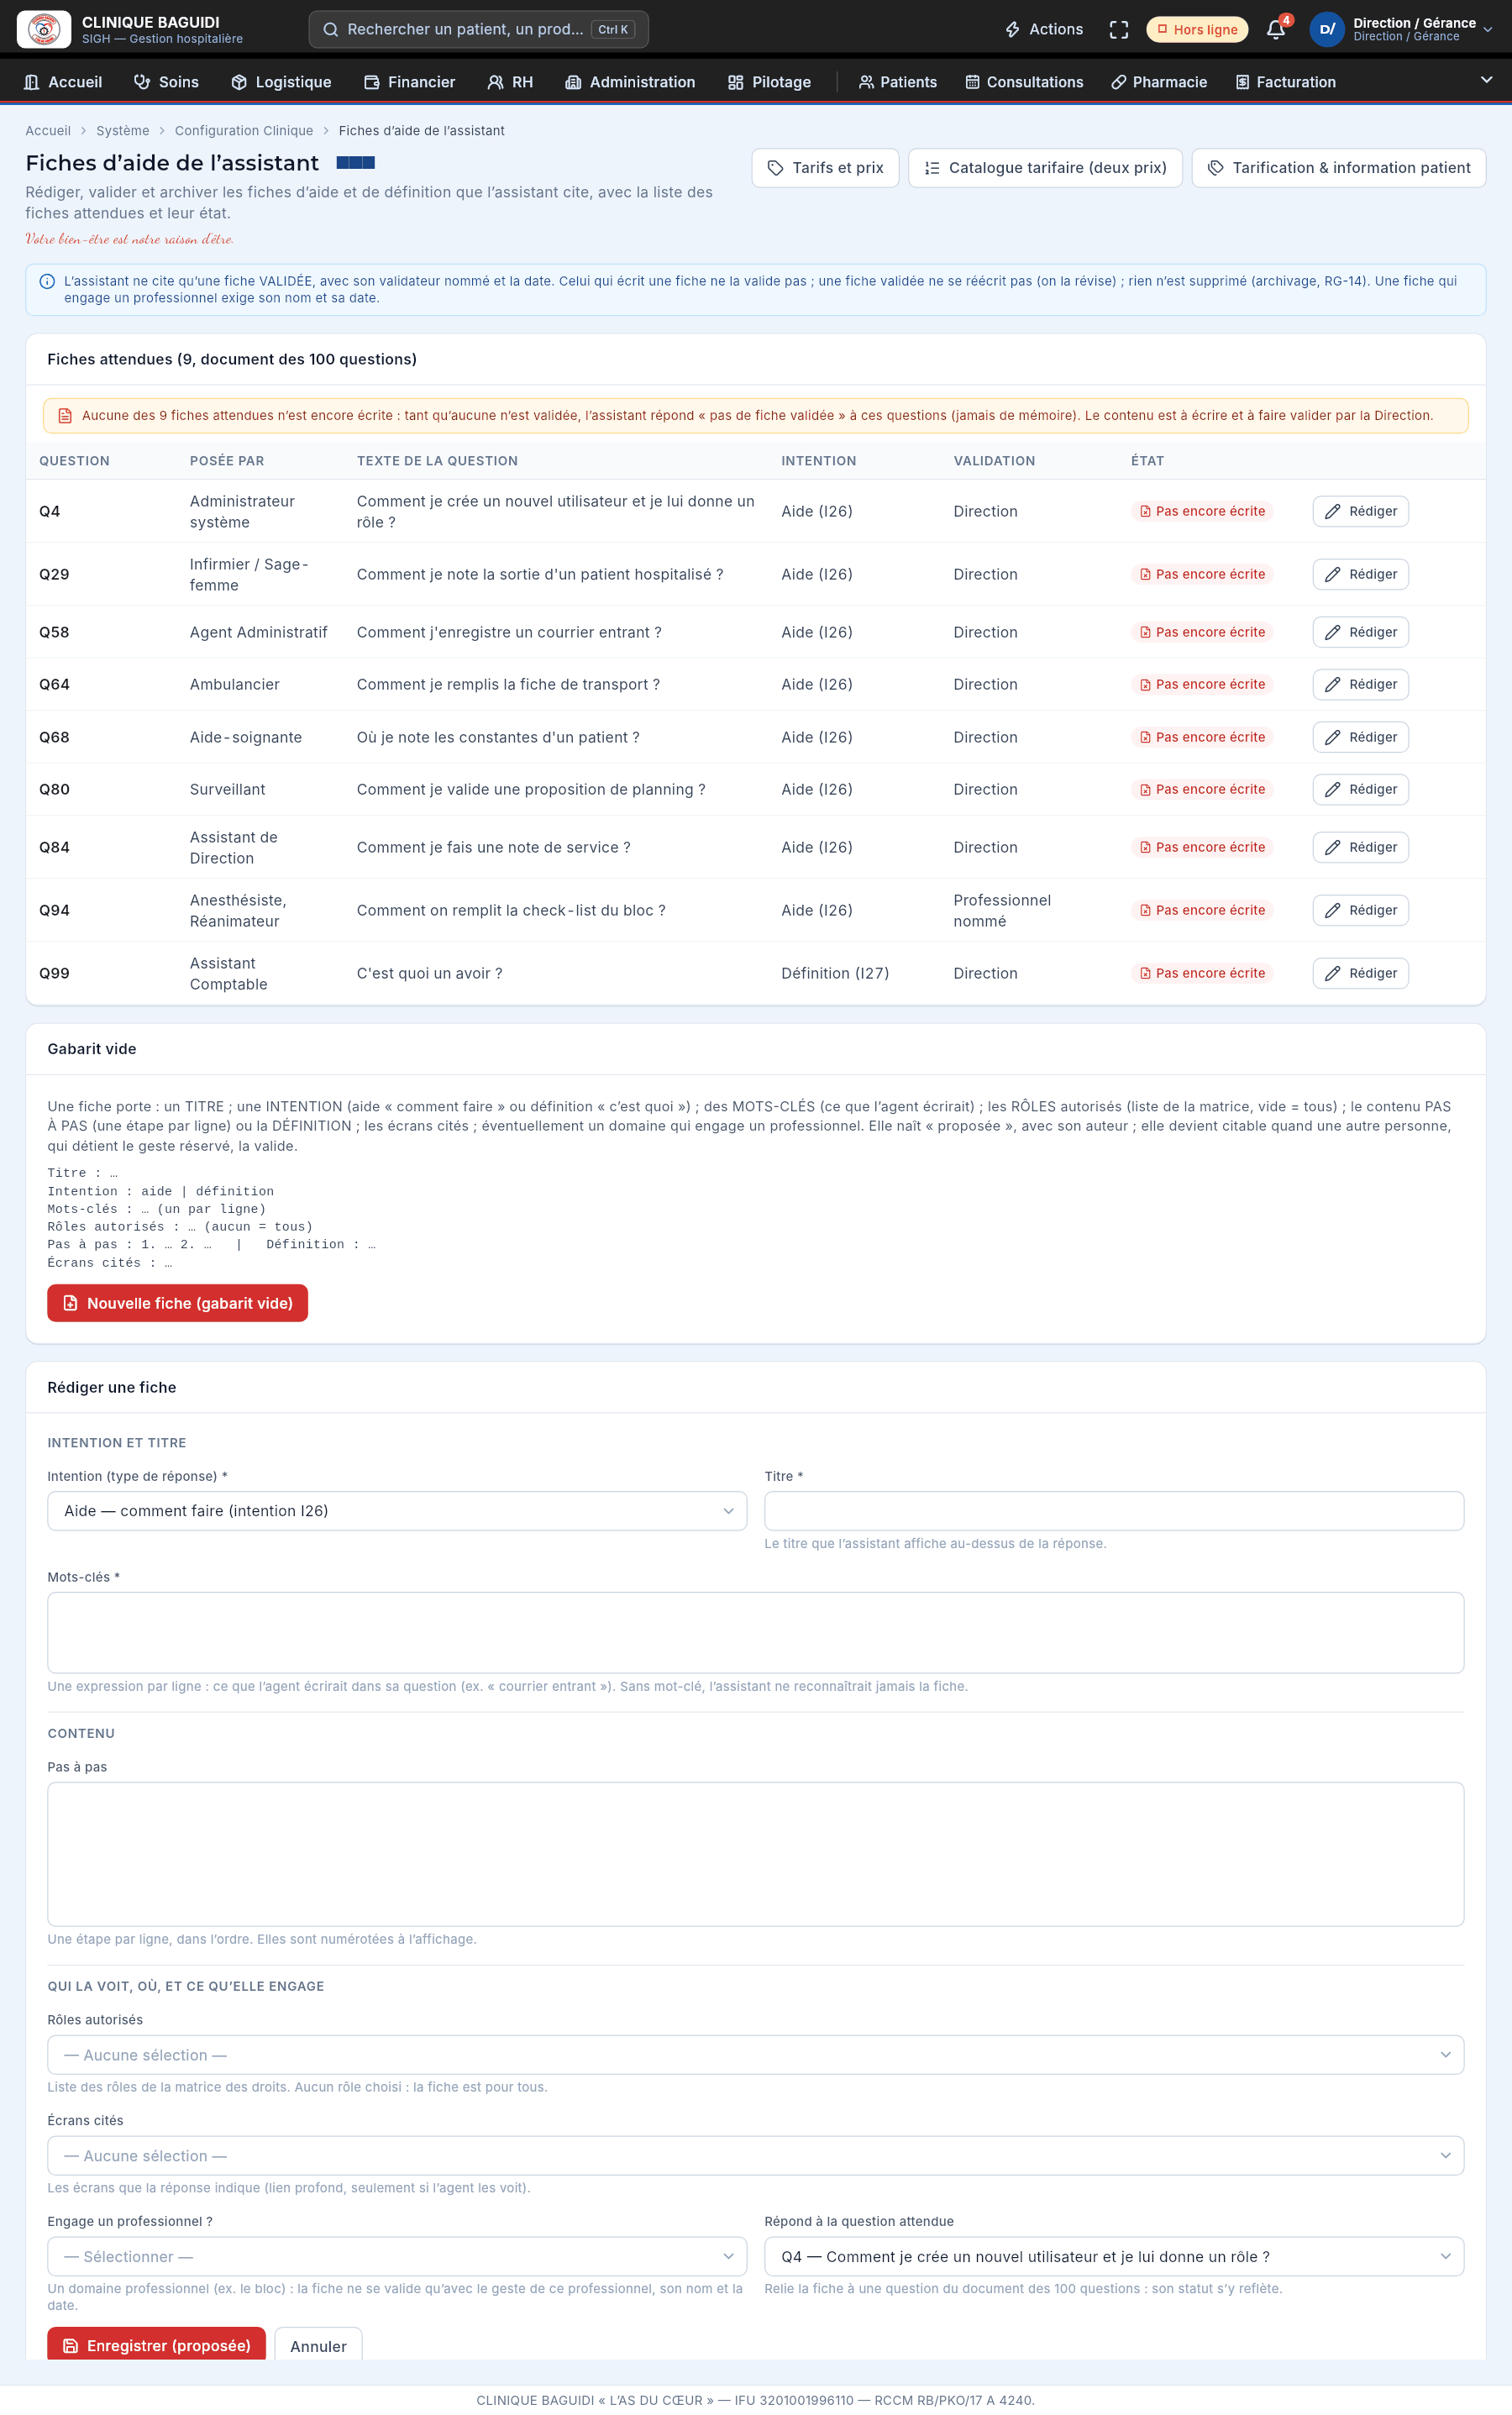 CLINIQUE BAGUIDI
SIGH — Gestion hospitalière
Rechercher un patient, un prod... Ctrl K
Actions
Hors ligne
4
D/
Direction / Gérance
Direction / Gérance
Accueil
Soins
Logistique
Financier
RH
Administration
Pilotage
Patients
Consultations
Pharmacie
Facturation
Accueil > Système > Configuration Clinique > Fiches d’aide de l’assistant
Fiches d’aide de l’assistant
Tarifs et prix
Catalogue tarifaire (deux prix)
Tarification & information patient
Rédiger, valider et archiver les fiches d’aide et de définition que l’assistant cite, avec la liste des
fiches attendues et leur état.
Votre bien-être est notre raison d'être.
L’assistant ne cite qu’une fiche VALIDÉE, avec son validateur nommé et la date. Celui qui écrit une fiche ne la valide pas ; une fiche validée ne se réécrit pas (on la révise) ; rien n’est supprimé (archivage, RG-14). Une fiche qui
engage un professionnel exige son nom et sa date.
Fiches attendues (9, document des 100 questions)
Aucune des 9 fiches attendues n’est encore écrite : tant qu’aucune n’est validée, l’assistant répond « pas de fiche validée » à ces questions (jamais de mémoire). Le contenu est à écrire et à faire valider par la Direction.
QUESTION POSÉE PAR TEXTE DE LA QUESTION INTENTION VALIDATION ÉTAT
Q4 Administrateur système Comment je crée un nouvel utilisateur et je lui donne un rôle ? Aide (I26) Direction Pas encore écrite Rédiger
Q29 Infirmier / Sage-femme Comment je note la sortie d'un patient hospitalisé ? Aide (I26) Direction Pas encore écrite Rédiger
Q58 Agent Administratif Comment j'enregistre un courrier entrant ? Aide (I26) Direction Pas encore écrite Rédiger
Q64 Ambulancier Comment je remplis la fiche de transport ? Aide (I26) Direction Pas encore écrite Rédiger
Q68 Aide-soignante Où je note les constantes d'un patient ? Aide (I26) Direction Pas encore écrite Rédiger
Q80 Surveillant Comment je valide une proposition de planning ? Aide (I26) Direction Pas encore écrite Rédiger
Q84 Assistant de Direction Comment je fais une note de service ? Aide (I26) Direction Pas encore écrite Rédiger
Q94 Anesthésiste, Réanimateur Comment on remplit la check-list du bloc ? Aide (I26) Professionnel nommé Pas encore écrite Rédiger
Q99 Assistant Comptable C'est quoi un avoir ? Définition (I27) Direction Pas encore écrite Rédiger
Gabarit vide
Une fiche porte : un TITRE ; une INTENTION (aide « comment faire » ou définition « c’est quoi ») ; des MOTS-CLÉS (ce que l’agent écrirait) ; les RÔLES autorisés (liste de la matrice, vide = tous) ; le contenu PAS
À PAS (une étape par ligne) ou la DÉFINITION ; les écrans cités ; éventuellement un domaine qui engage un professionnel. Elle naît « proposée », avec son auteur ; elle devient citable quand une autre personne,
qui détient le geste réservé, la valide.
Titre : …
Intention : aide | définition
Mots-clés : … (un par ligne)
Rôles autorisés : … (aucun = tous)
Pas à pas : 1. … 2. … | Définition : …
Écrans cités : …
Nouvelle fiche (gabarit vide)
Rédiger une fiche
INTENTION ET TITRE
Intention (type de réponse) * Titre *
Aide — comment faire (intention I26)
Le titre que l’assistant affiche au-dessus de la réponse.
Mots-clés *
Une expression par ligne : ce que l’agent écrirait dans sa question (ex. « courrier entrant »). Sans mot-clé, l’assistant ne reconnaîtrait jamais la fiche.
CONTENU
Pas à pas
Une étape par ligne, dans l’ordre. Elles sont numérotées à l’affichage.
QUI LA VOIT, OÙ, ET CE QU’ELLE ENGAGE
Rôles autorisés
— Aucune sélection —
Liste des rôles de la matrice des droits. Aucun rôle choisi : la fiche est pour tous.
Écrans cités
— Aucune sélection —
Les écrans que la réponse indique (lien profond, seulement si l’agent les voit).
Engage un professionnel ? Répond à la question attendue
— Sélectionner — Q4 — Comment je crée un nouvel utilisateur et je lui donne un rôle ?
Un domaine professionnel (ex. le bloc) : la fiche ne se valide qu’avec le geste de ce professionnel, son nom et la
date.
Relie la fiche à une question du document des 100 questions : son statut s’y reflète.
Enregistrer (proposée) Annuler
CLINIQUE BAGUIDI « L’AS DU CŒUR » — IFU 3201001996110 — RCCM RB/PKO/17 A 4240.